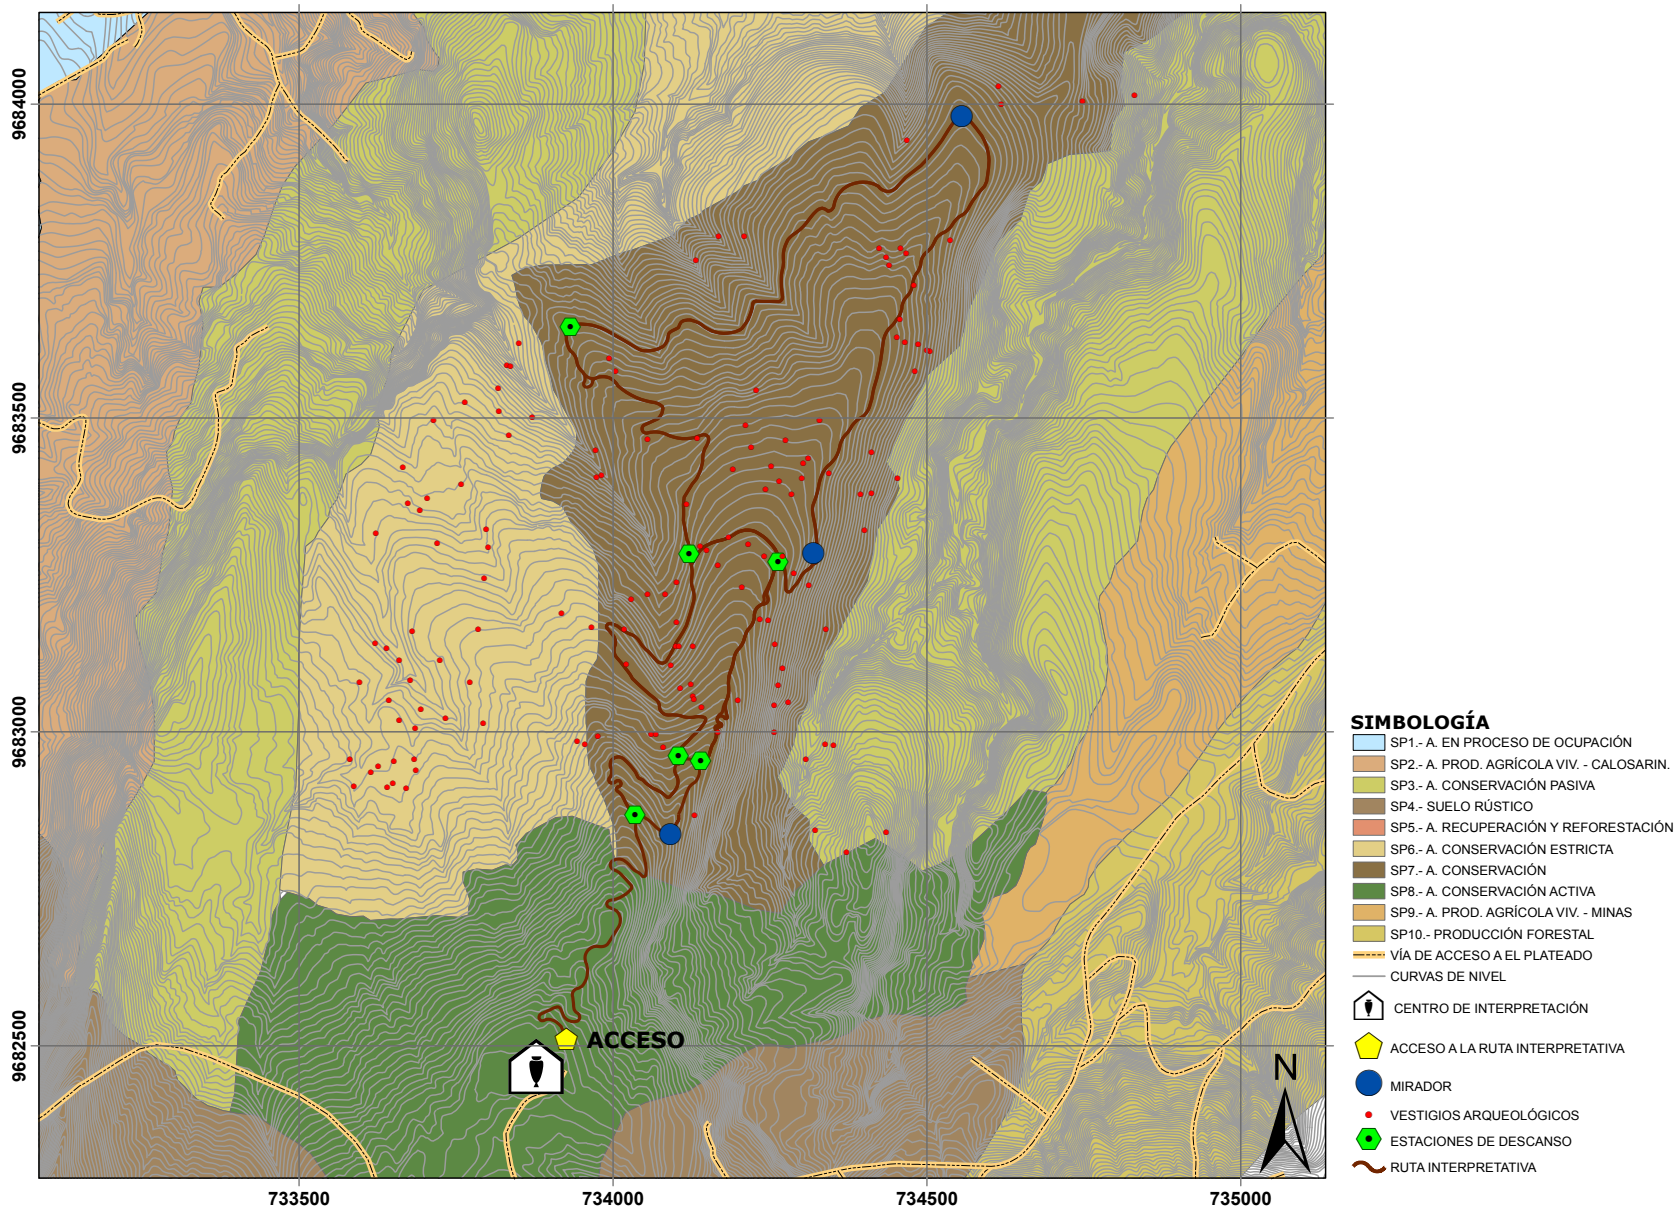 9684000
9683500
9683000
9682500
733500
734000
734500
735000
ACCESO
N
SIMBOLOGÍA
SP1.- A. EN PROCESO DE OCUPACIÓN
SP2.- A. PROD. AGRÍCOLA VIV. - CALOSARIN.
SP3.- A. CONSERVACIÓN PASIVA
SP4.- SUELO RÚSTICO
SP5.- A. RECUPERACIÓN Y REFORESTACIÓN
SP6.- A. CONSERVACIÓN ESTRICTA
SP7.- A. CONSERVACIÓN
SP8.- A. CONSERVACIÓN ACTIVA
SP9.- A. PROD. AGRÍCOLA VIV. - MINAS
SP10.- PRODUCCIÓN FORESTAL
VÍA DE ACCESO A EL PLATEADO
CURVAS DE NIVEL
CENTRO DE INTERPRETACIÓN
ACCESO A LA RUTA INTERPRETATIVA
MIRADOR
VESTIGIOS ARQUEOLÓGICOS
ESTACIONES DE DESCANSO
RUTA INTERPRETATIVA